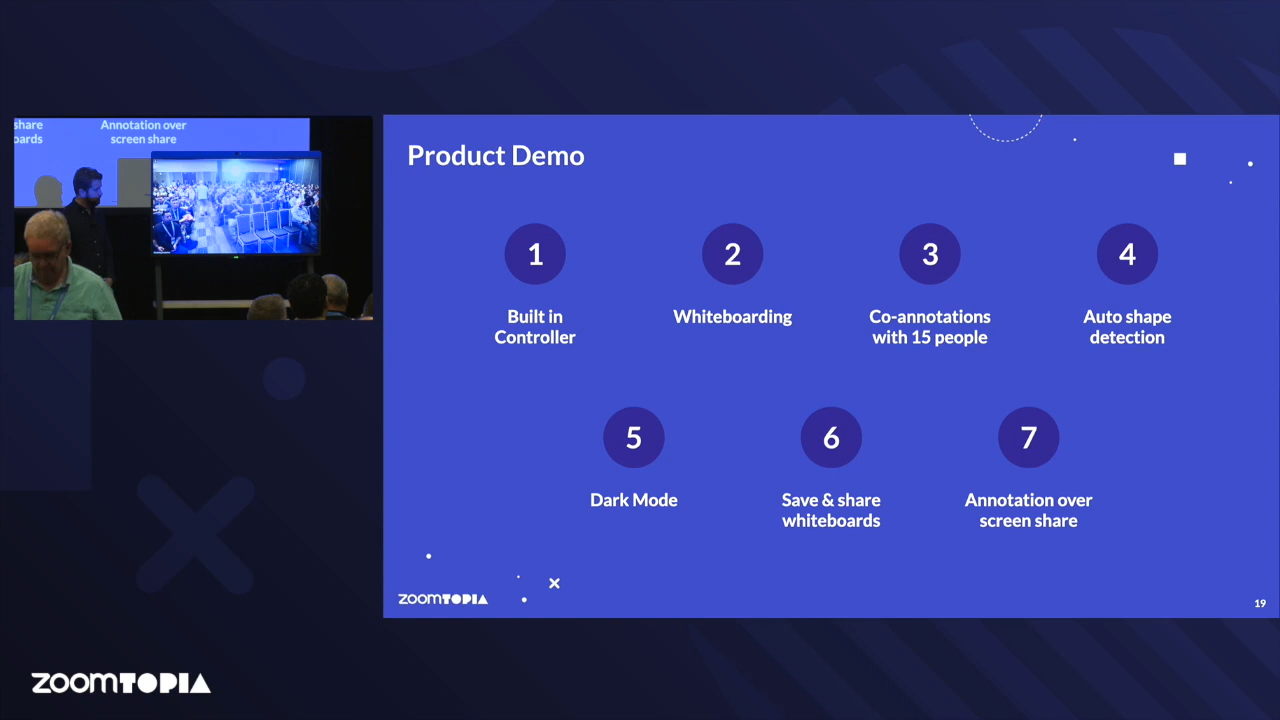 share
oards
Annotation over
screen share
Product Demo
1
Built in
Controller
2
Whiteboarding
3
Co-annotations
with 15 people
4
Auto shape
detection
5
Dark Mode
6
Save & share
whiteboards
7
Annotation over
screen share
zoomTOPIA
19
zoomTOPIA